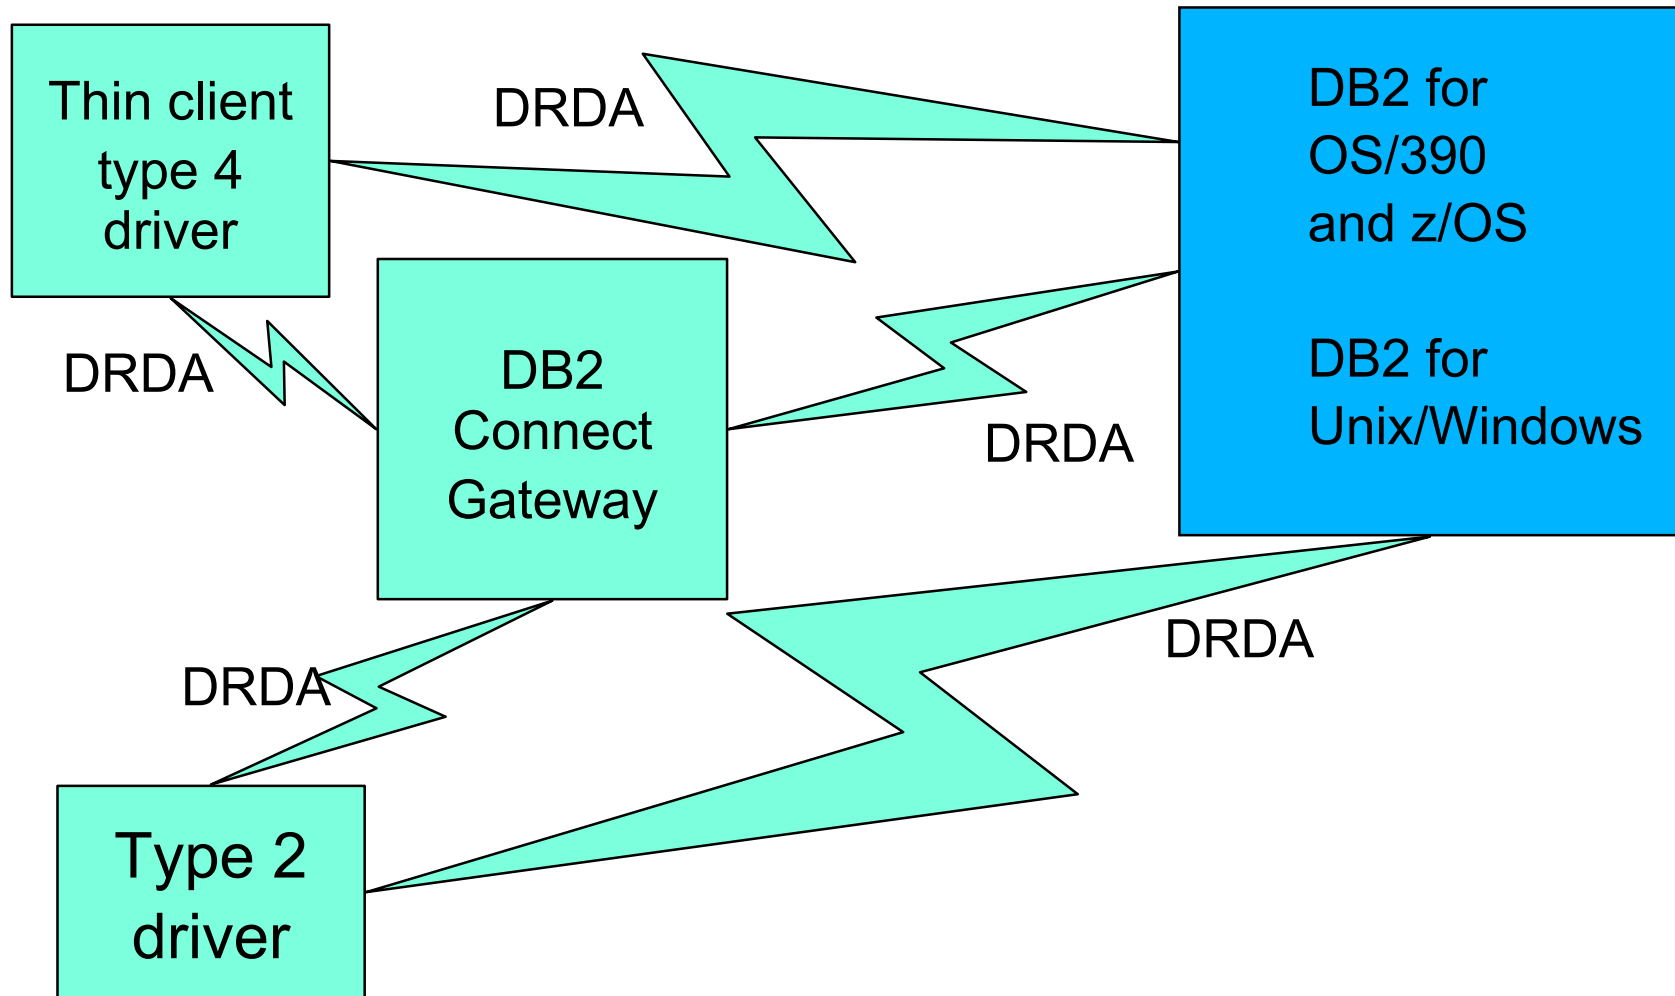 Thin client
type 4
driver
DRDA
DB2 for
OS/390
and z/OS
DB2 for
Unix/Windows
DRDA
DB2
Connect
Gateway
DRDA
DRDA
DRDA
Type 2
driver